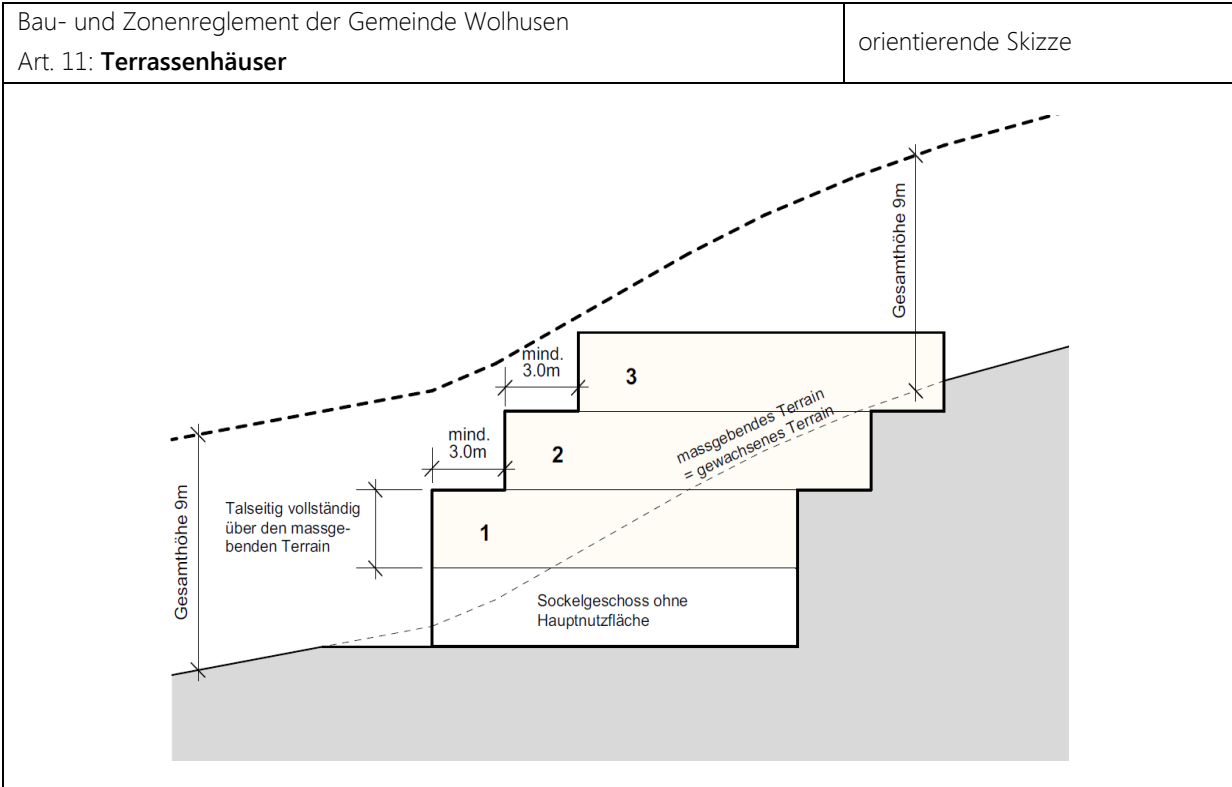 Bau- und Zonenreglement der Gemeinde Wolhusen
Art. 11: Terrassenhäuser
orientierende Skizze
Gesamthöhe 9m
mind.
3.0m
3
massgebendes Terrain
= gewachsenes Terrain
mind.
3.0m
2
Gesamthöhe 9m
Talseitig vollständig
über den massge-
benden Terrain
1
Sockelgeschoss ohne
Hauptnutzfläche